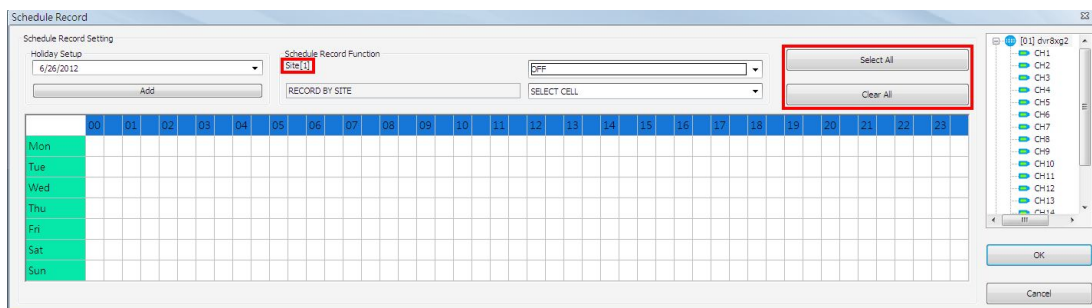 Schedule Record
Schedule Record Setting
Holiday Setup
6/26/2012
Add
Schedule Record Function
Site[1]
OFF
RECORD BY SITE
SELECT CELL
Select All
Clear All
00 01 02 03 04 05 06 07 08 09 10 11 12 13 14 15 16 17 18 19 20 21 22 23
Mon
Tue
Wed
Thu
Fri
Sat
Sun
[01] dvr8xg2
CH1
CH2
CH3
CH4
CH5
CH6
CH7
CH8
CH9
CH10
CH11
CH12
CH13
CH14
OK
Cancel